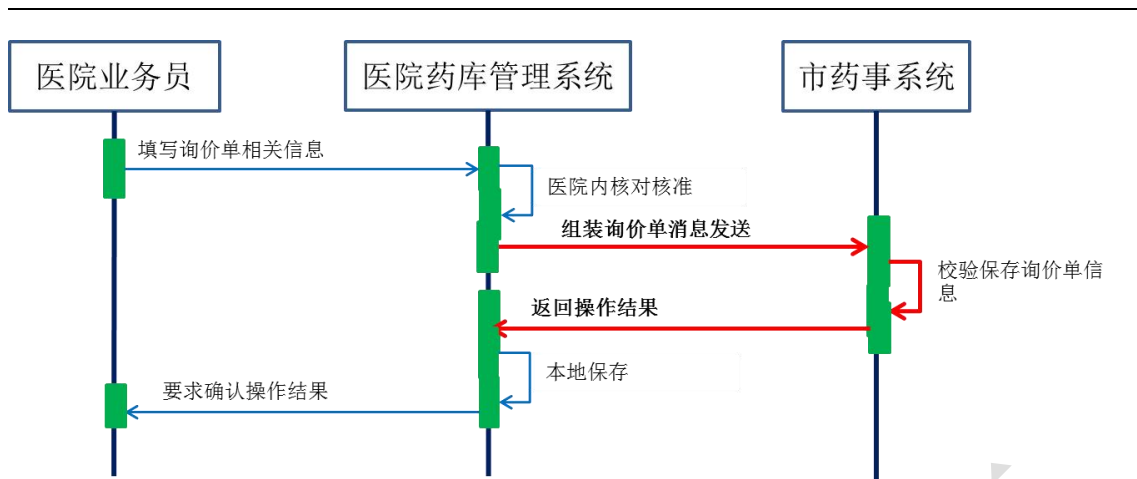 医院业务员
医院药库管理系统
市药事系统
填写询价单相关信息
医院内核对核准
组装询价单消息发送
校验保存询价单信
息
返回操作结果
本地保存
要求确认操作结果